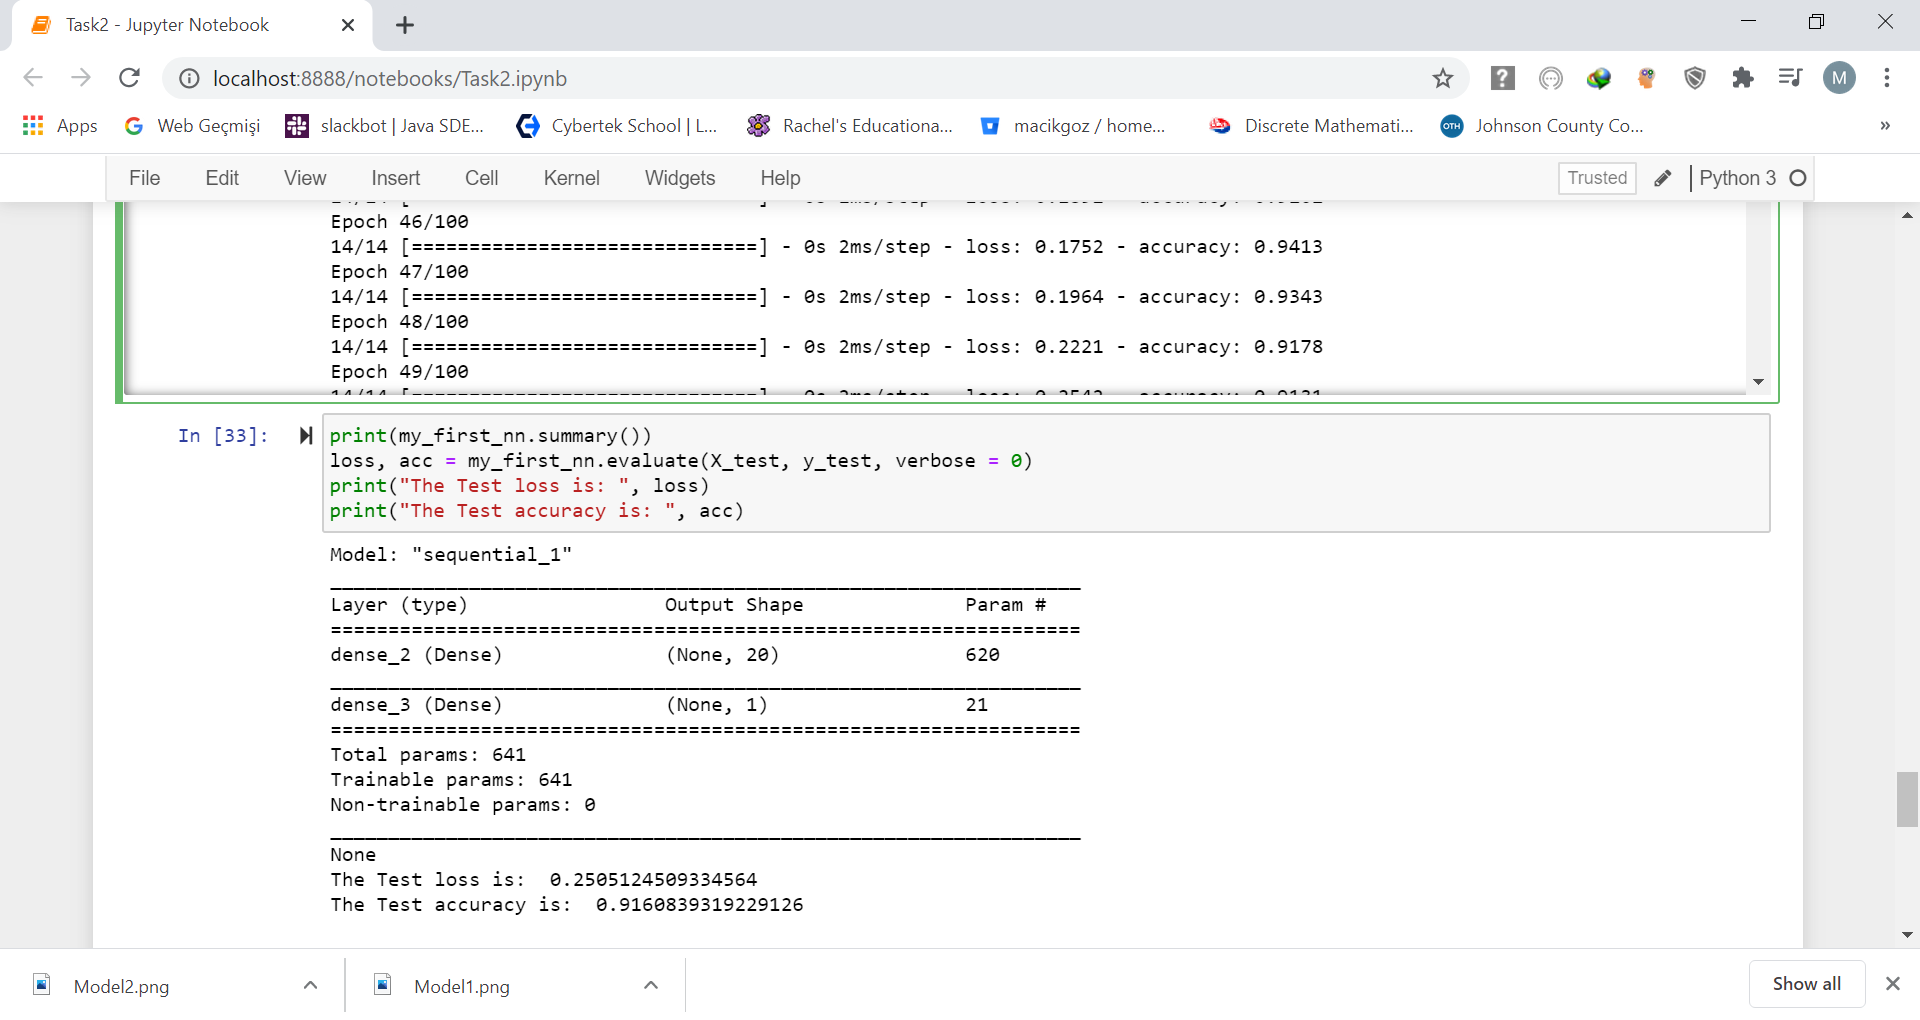 Task2 - Jupyter Notebook
localhost:8888/notebooks/Task2.ipynb
M
Apps
Web Geçmişi
slackbot | Java SDE...
Cybertek School | L...
Rachel's Educationa...
macikgoz / home...
OTH
Discrete Mathemati...
Johnson County Co...
»
File Edit View Insert Cell Kernel Widgets Help
Trusted
Python 3
Epoch 46/100
14/14 [==============================] - 0s 2ms/step - loss: 0.1752 - accuracy: 0.9413
Epoch 47/100
14/14 [==============================] - 0s 2ms/step - loss: 0.1964 - accuracy: 0.9343
Epoch 48/100
14/14 [==============================] - 0s 2ms/step - loss: 0.2221 - accuracy: 0.9178
Epoch 49/100
In [33]:
print(my_first_nn.summary())
loss, acc = my_first_nn.evaluate(X_test, y_test, verbose = 0)
print("The Test loss is: ", loss)
print("The Test accuracy is: ", acc)
Model: "sequential_1"
_________________________________________________________________
Layer (type) Output Shape Param #
=================================================================
dense_2 (Dense) (None, 20) 620
_________________________________________________________________
dense_3 (Dense) (None, 1) 21
=================================================================
Total params: 641
Trainable params: 641
Non-trainable params: 0
_________________________________________________________________
None
The Test loss is:  0.2505124509334564
The Test accuracy is:  0.9160839319229126
Model2.png
Model1.png
Show all